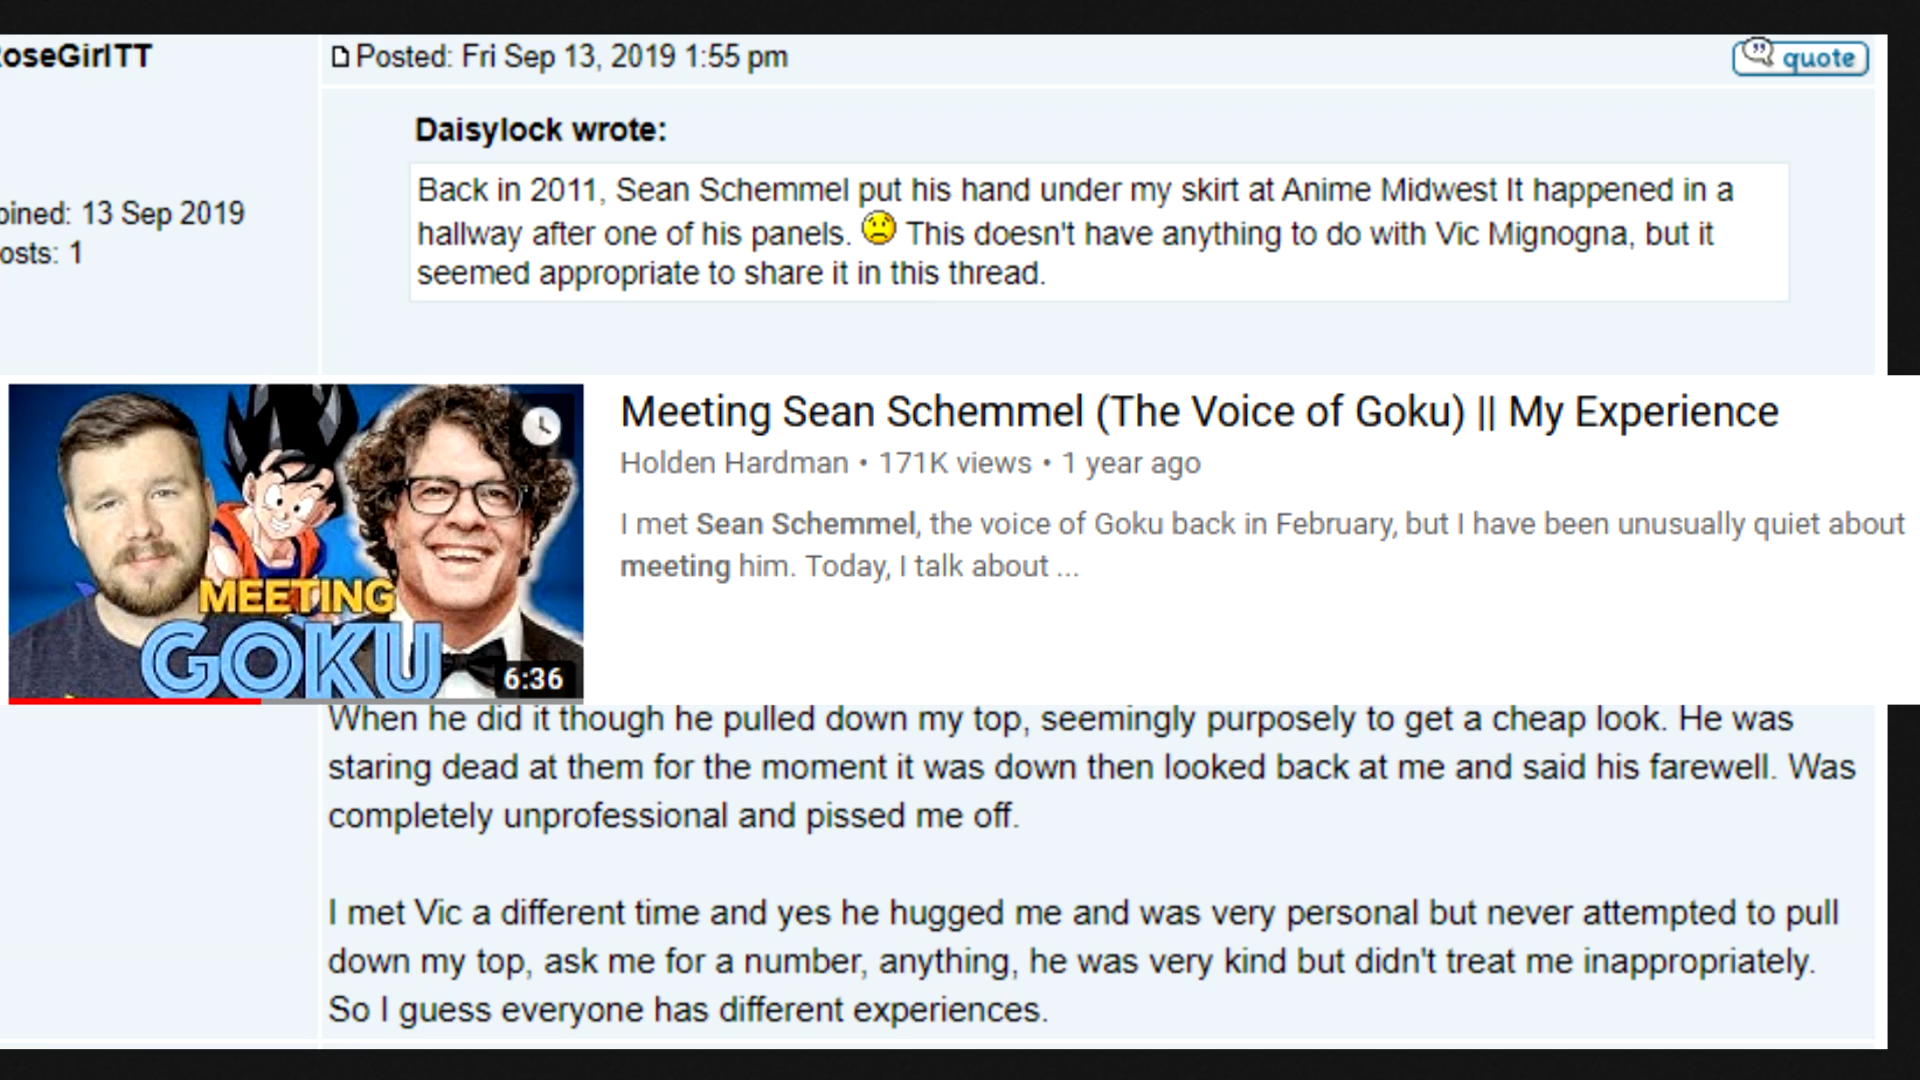 oseGirlTT
Posted: Fri Sep 13, 2019 1:55 pm
quote
Daisylock wrote:
oined: 13 Sep 2019
osts: 1
Back in 2011, Sean Schemmel put his hand under my skirt at Anime Midwest It happened in a
hallway after one of his panels. This doesn't have anything to do with Vic Mignogna, but it
seemed appropriate to share it in this thread.
MEETING
GOKU
6:36
Meeting Sean Schemmel (The Voice of Goku) || My Experience
Holden Hardman • 171K views • 1 year ago
I met Sean Schemmel, the voice of Goku back in February, but I have been unusually quiet about
meeting him. Today, I talk about ...
When he did it though he pulled down my top, seemingly purposely to get a cheap look. He was
staring dead at them for the moment it was down then looked back at me and said his farewell. Was
completely unprofessional and pissed me off.
I met Vic a different time and yes he hugged me and was very personal but never attempted to pull
down my top, ask me for a number, anything, he was very kind but didn't treat me inappropriately.
So I guess everyone has different experiences.